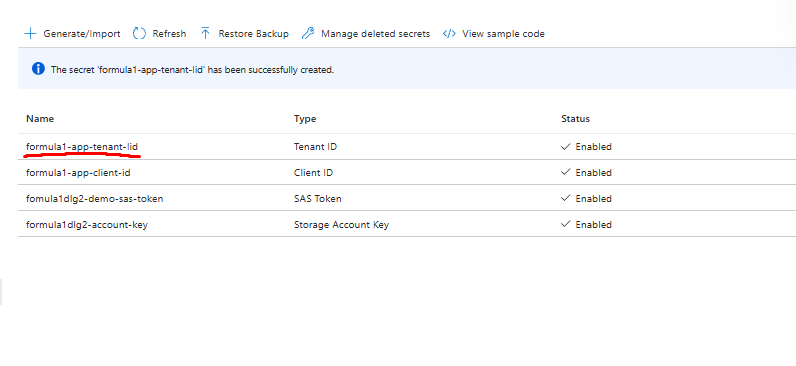 Generate/Import Refresh Restore Backup Manage deleted secrets </> View sample code
The secret 'formula1-app-tenant-lid' has been successfully created.
Name Type Status
formula1-app-tenant-lid Tenant ID Enabled
formula1-app-client-id Client ID Enabled
fomula1dlg2-demo-sas-token SAS Token Enabled
formula1dlg2-account-key Storage Account Key Enabled